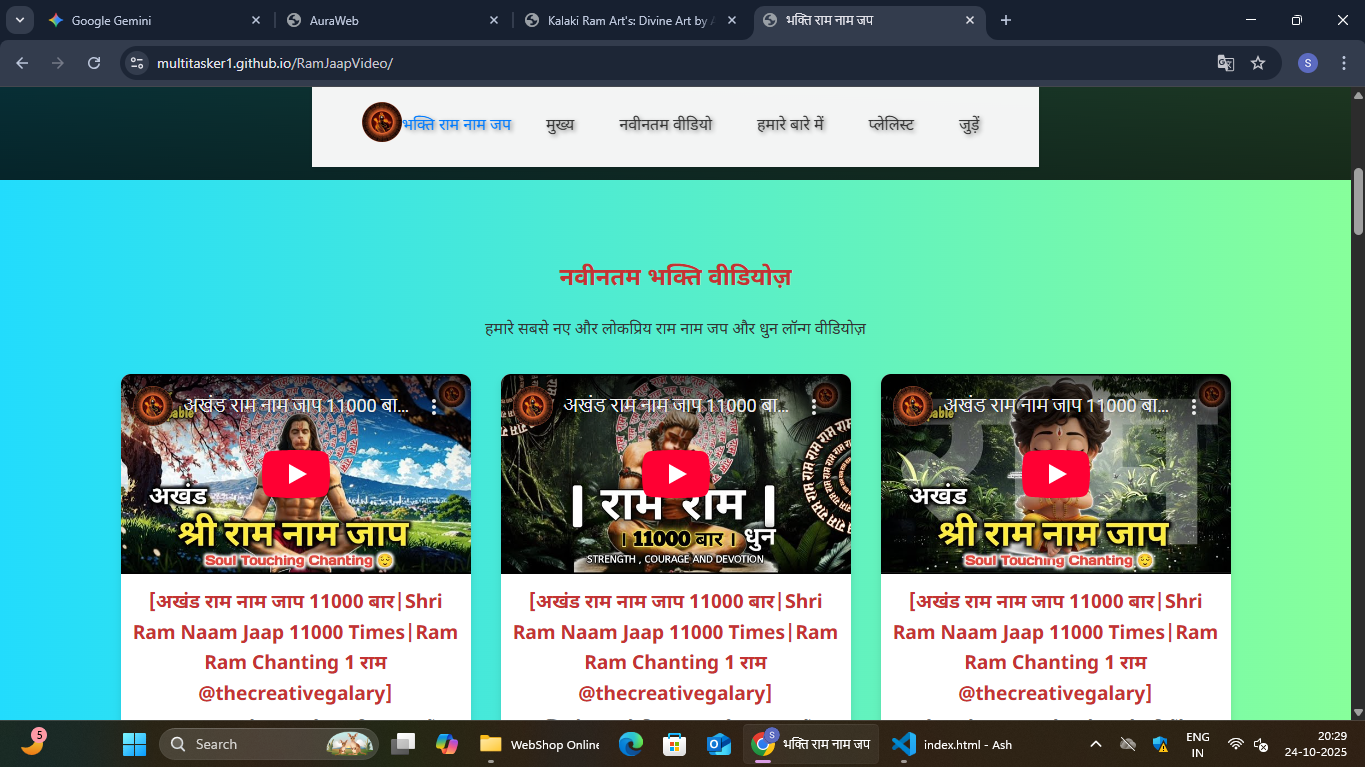 Google Gemini
AuraWeb
Kalaki Ram Art's: Divine Art by
भक्ति राम नाम जप
multitasker1.github.io/RamJaapVideo/
S
भक्ति राम नाम जप
मुख्य
नवीनतम वीडियो
हमारे बारे में
प्लेलिस्ट
जुड़ें
नवीनतम भक्ति वीडियोज़
हमारे सबसे नए और लोकप्रिय राम नाम जप और धुन लॉन्ग वीडियोज़
अखंड राम नाम जाप 11000 बा...
अखंड
श्री राम नाम जाप
Soul Touching Chanting
अखंड राम नाम जाप 11000 बा...
। राम राम ।
। 11000 बार । धुन
STRENGTH , COURAGE AND DEVOTION
अखंड राम नाम जाप 11000 बा...
अखंड
श्री राम नाम जाप
Soul Touching Chanting
[अखंड राम नाम जाप 11000 बार|Shri
Ram Naam Jaap 11000 Times|Ram
Ram Chanting 1 राम
@thecreativegalary]
[अखंड राम नाम जाप 11000 बार|Shri
Ram Naam Jaap 11000 Times|Ram
Ram Chanting 1 राम
@thecreativegalary]
[अखंड राम नाम जाप 11000 बार|Shri
Ram Naam Jaap 11000 Times|Ram
Ram Chanting 1 राम
@thecreativegalary]
5
Search
WebShop Online
S
भक्ति राम नाम जप
index.html - Ash
ENG
IN
20:29
24-10-2025